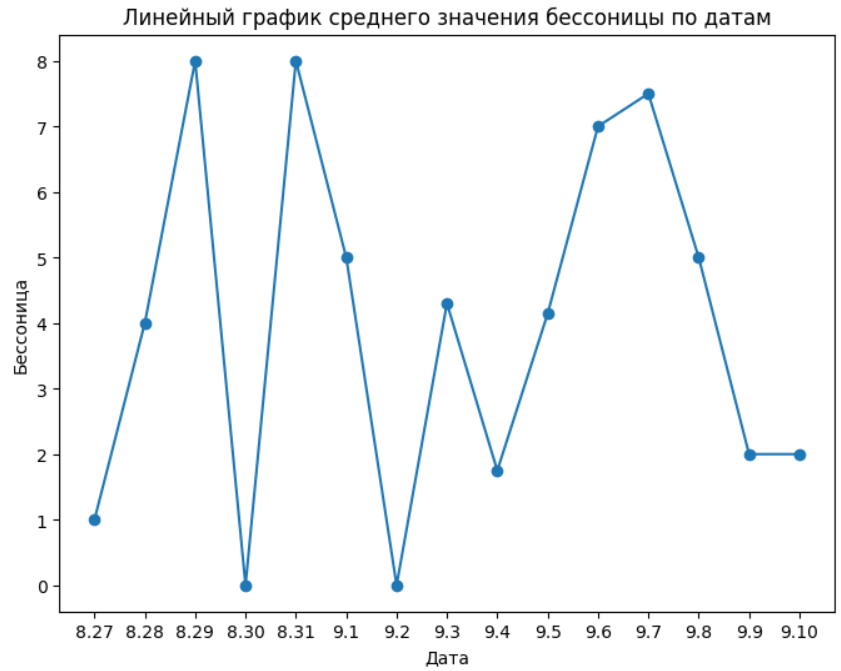 Линейный график среднего значения бессоницы по датам
Бессоница
8
7
6
5
4
3
2
1
0
8.27 8.28 8.29 8.30 8.31 9.1 9.2 9.3 9.4 9.5 9.6 9.7 9.8 9.9 9.10
Дата